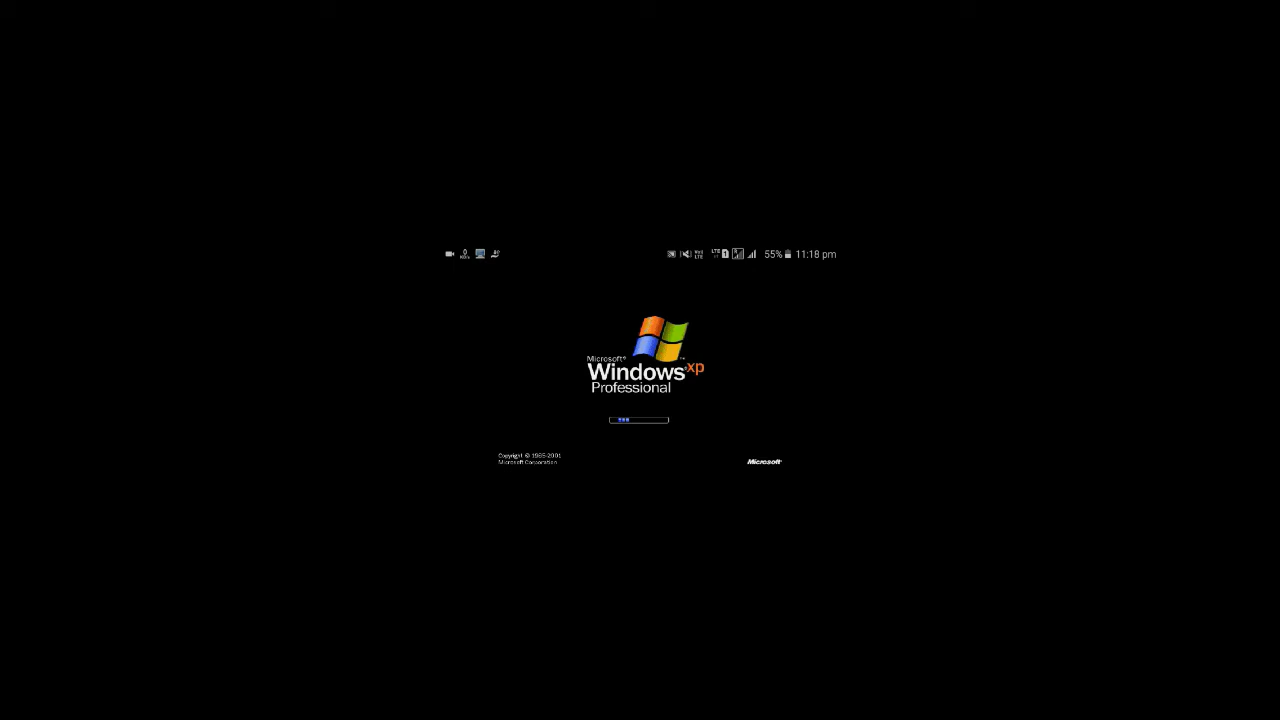 55% 11:18 pm
Microsoft®
Windows xp
Professional
Copyright © 1985-2001
Microsoft Corporation
Microsoft